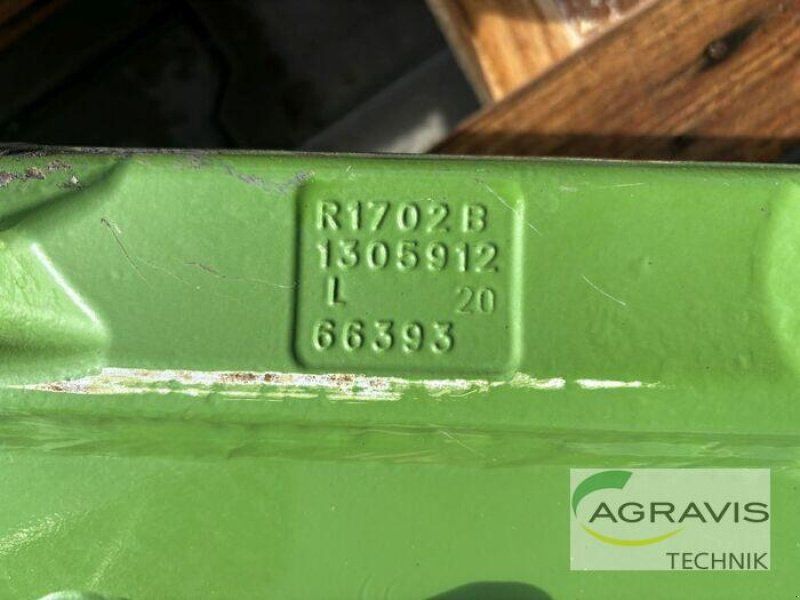 R1702B
1305912
L 20
66393
AGRAVIS
TECHNIK